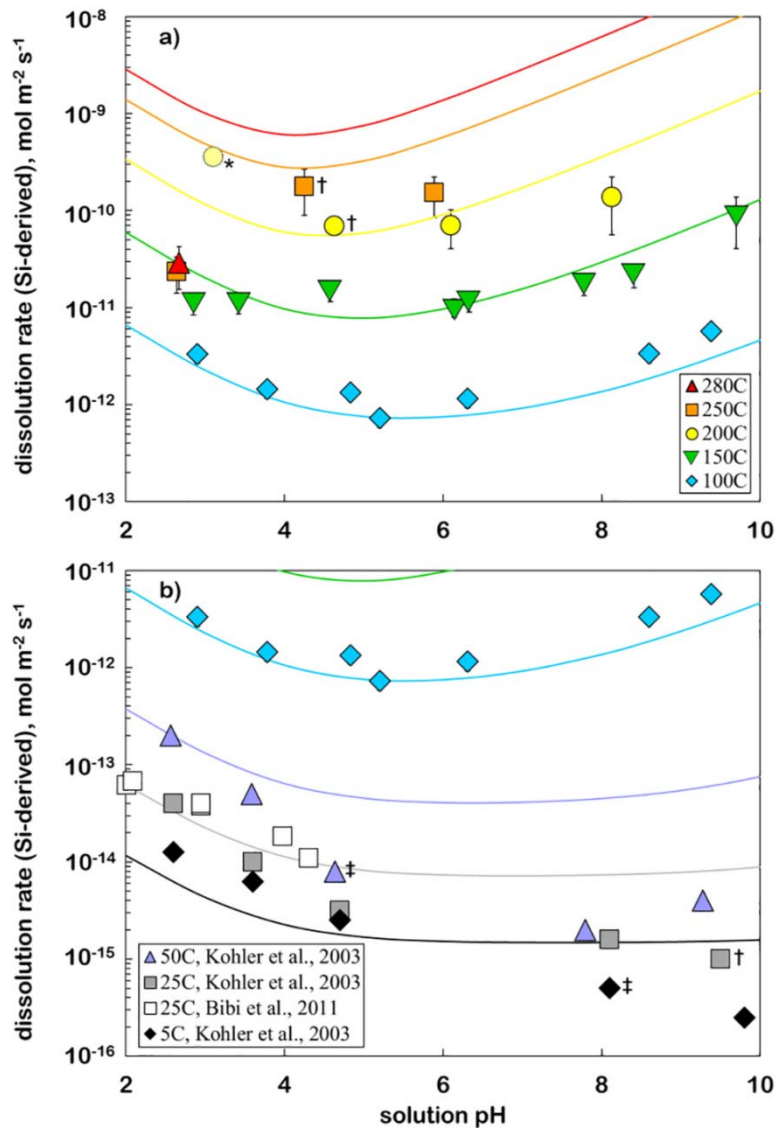 a)
dissolution rate (Si-derived), mol m⁻² s⁻¹
10⁻⁸
10⁻⁹
10⁻¹⁰
10⁻¹¹
10⁻¹²
10⁻¹³
*
†
†
280C
250C
200C
150C
100C
2 4 6 8 10
b)
dissolution rate (Si-derived), mol m⁻² s⁻¹
10⁻¹¹
10⁻¹²
10⁻¹³
10⁻¹⁴
10⁻¹⁵
10⁻¹⁶
‡
†
‡
50C, Kohler et al., 2003
25C, Kohler et al., 2003
25C, Bibi et al., 2011
5C, Kohler et al., 2003
2 4 6 8 10
solution pH